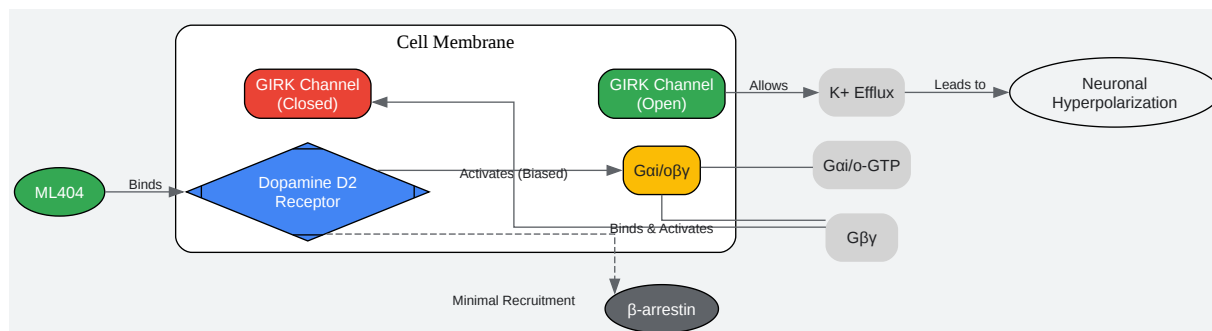 Cell Membrane
GIRK Channel
(Closed)
GIRK Channel
(Open)
Allows
K+ Efflux
Leads to
Neuronal
Hyperpolarization
ML404
Binds
Dopamine D2
Receptor
Activates (Biased)
Gαi/oβγ
Gαi/o-GTP
Binds & Activates
Gβγ
Minimal Recruitment
β-arrestin